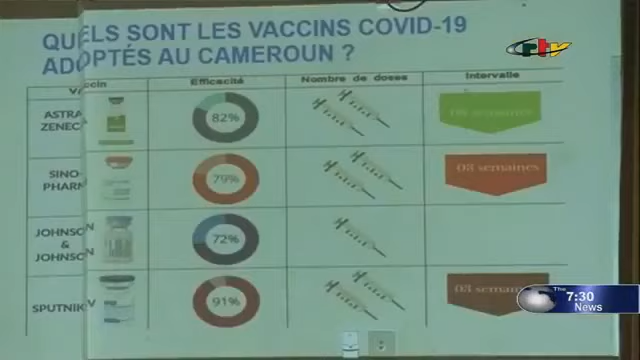 QUELS SONT LES VACCINS COVID-19
ADOPTÉS AU CAMEROUN ?
Efficacité
Nombre de doses
Intervalle
ASTRA
ZENECA
82%
SINO-
PHARM
79%
03 semaines
JOHNSON
&
JOHNSON
72%
SPUTNIK V
91%
03
The
7:30
News